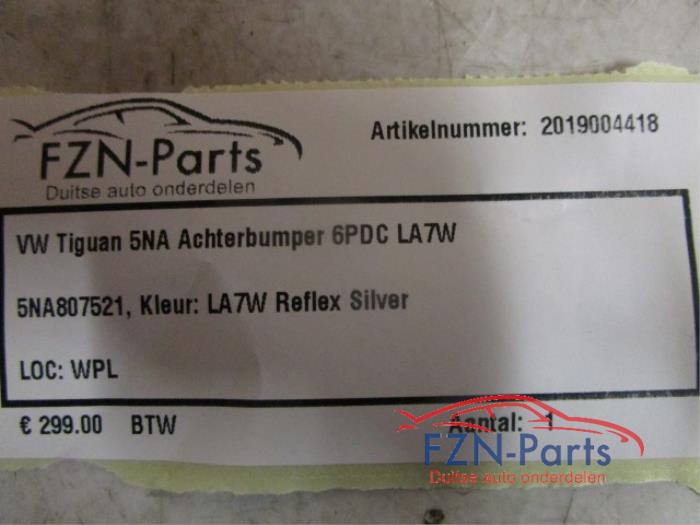 FZN-Parts
Duitse auto onderdelen
Artikelnummer: 2019004418
VW Tiguan 5NA Achterbumper 6PDC LA7W
5NA807521, Kleur: LA7W Reflex Silver
LOC: WPL
€ 299.00 BTW
Aantal: 1
FZN-Parts
Duitse auto onderdelen